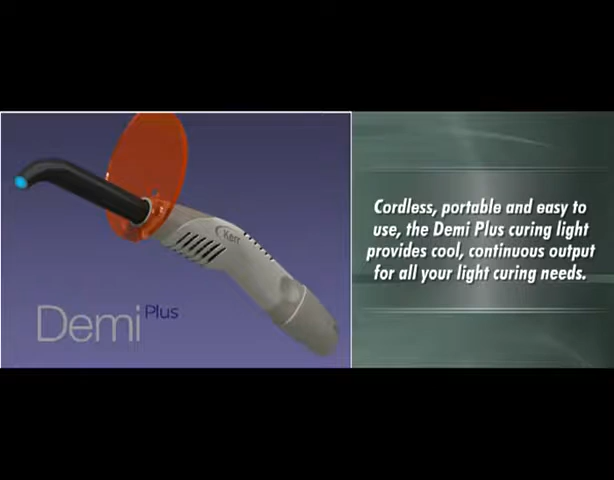 Kerr
Demi Plus
Cordless, portable and easy to
use, the Demi Plus curing light
provides cool, continuous output
for all your light curing needs.